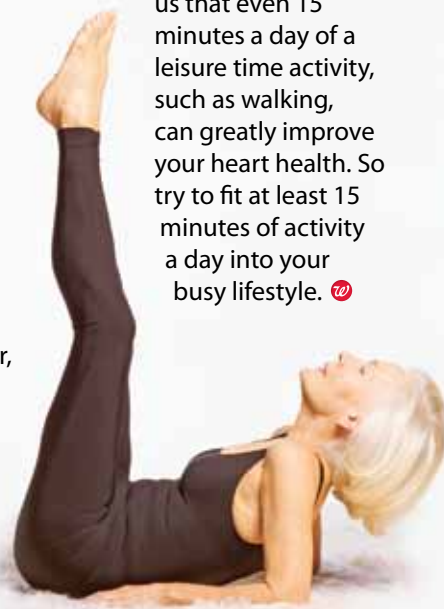 us that even 15
minutes a day of a
leisure time activity,
such as walking,
can greatly improve
your heart health. So
try to fit at least 15
minutes of activity
a day into your
busy lifestyle. w
r,